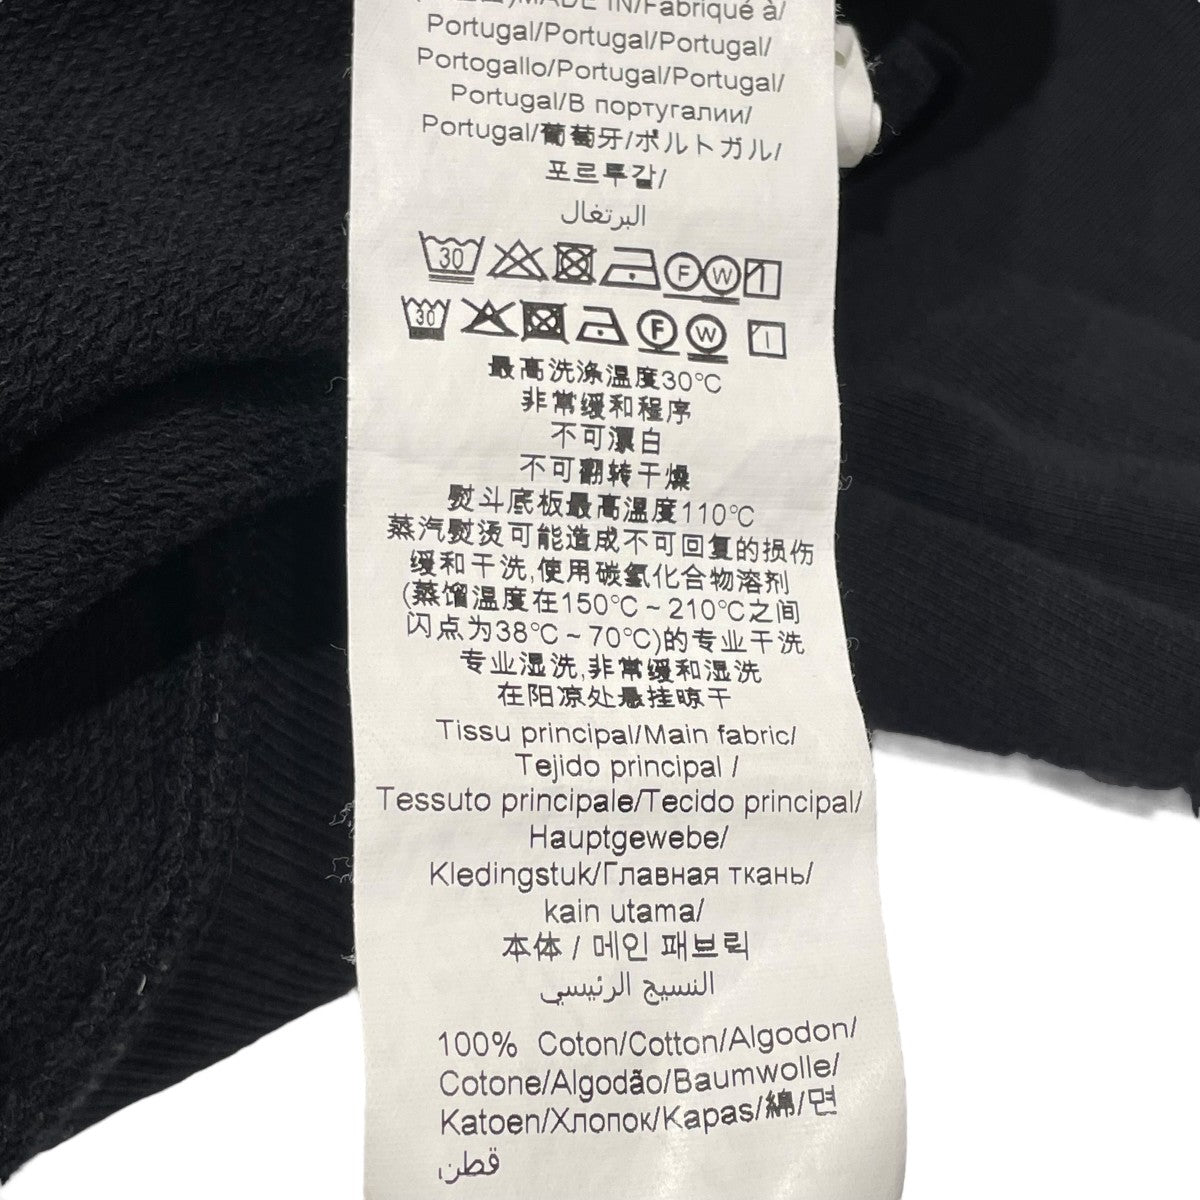 MADE IN/Fabriqué à/
Portugal/Portugal/Portugal/
Portogallo/Portugal/Portugal/
Portugal/В португалии/
Portugal/葡萄牙/ポルトガル/
포르투갈/
البرتغال
30 F W
30 F W
最高洗涤温度30°C
非常缓和程序
不可漂白
不可翻转干燥
熨斗底板最高温度110°C
蒸汽熨烫可能造成不可回复的损伤
缓和干洗,使用碳氢化合物溶剂
(蒸馏温度在150°C~210°C之间
闪点为38°C~70°C)的专业干洗
专业湿洗,非常缓和湿洗
在阳凉处悬挂晾干
Tissu principal/Main fabric/
Tejido principal /
Tessuto principale/Tecido principal/
Hauptgewebe/
Kledingstuk/Главная ткань/
kain utama/
本体 / 메인 패브릭
النسيج الرئيسي
100% Coton/Cotton/Algodon/
Cotone/Algodão/Baumwolle/
Katoen/Хлопок/Kapas/綿/면
قطن